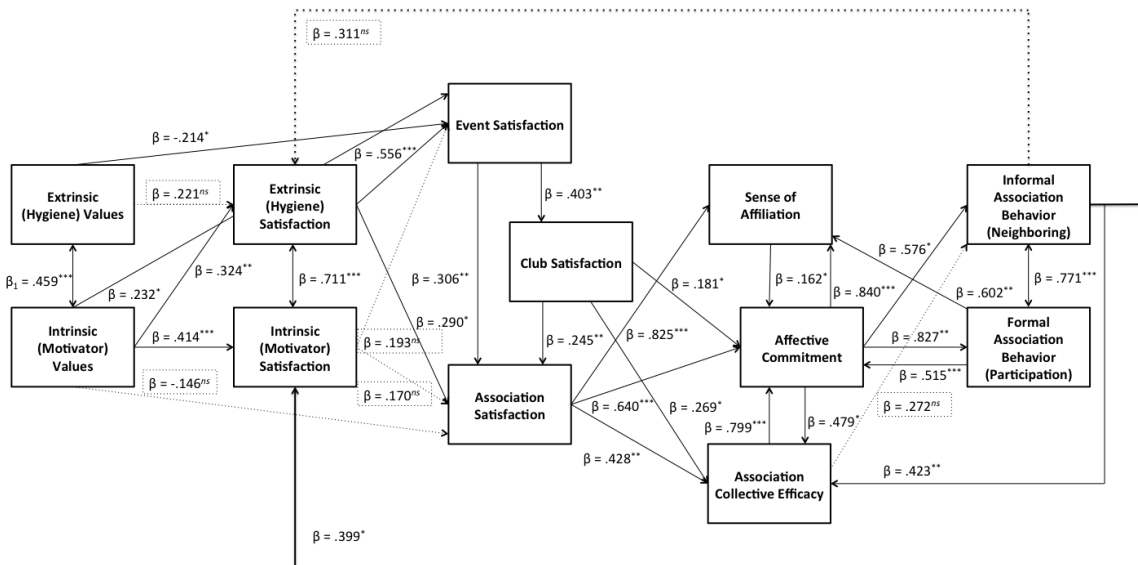 β = .311ns
Event Satisfaction
β = -.214*
β = .556***
Extrinsic
(Hygiene) Values
β = .221ns
Extrinsic
(Hygiene)
Satisfaction
β = .403**
Sense of
Affiliation
Informal
Association
Behavior
(Neighboring)
Club Satisfaction
β = .576*
β₁ = .459***
β = .324**
β = .711***
β = .306**
β = .181*
β = .162*
β = .771***
β = .232*
β = .840***
β = .602**
Intrinsic
(Motivator)
Values
β = .414***
Intrinsic
(Motivator)
Satisfaction
β = .290*
β = .193ns
β = .245**
β = .825***
Affective
Commitment
β = .827**
Formal
Association
Behavior
(Participation)
β = .515***
β = -.146ns
β = .170ns
Association
Satisfaction
β = .640***
β = .269*
β = .799***
β = .479*
β = .272ns
β = .428**
Association
Collective Efficacy
β = .423**
β = .399*